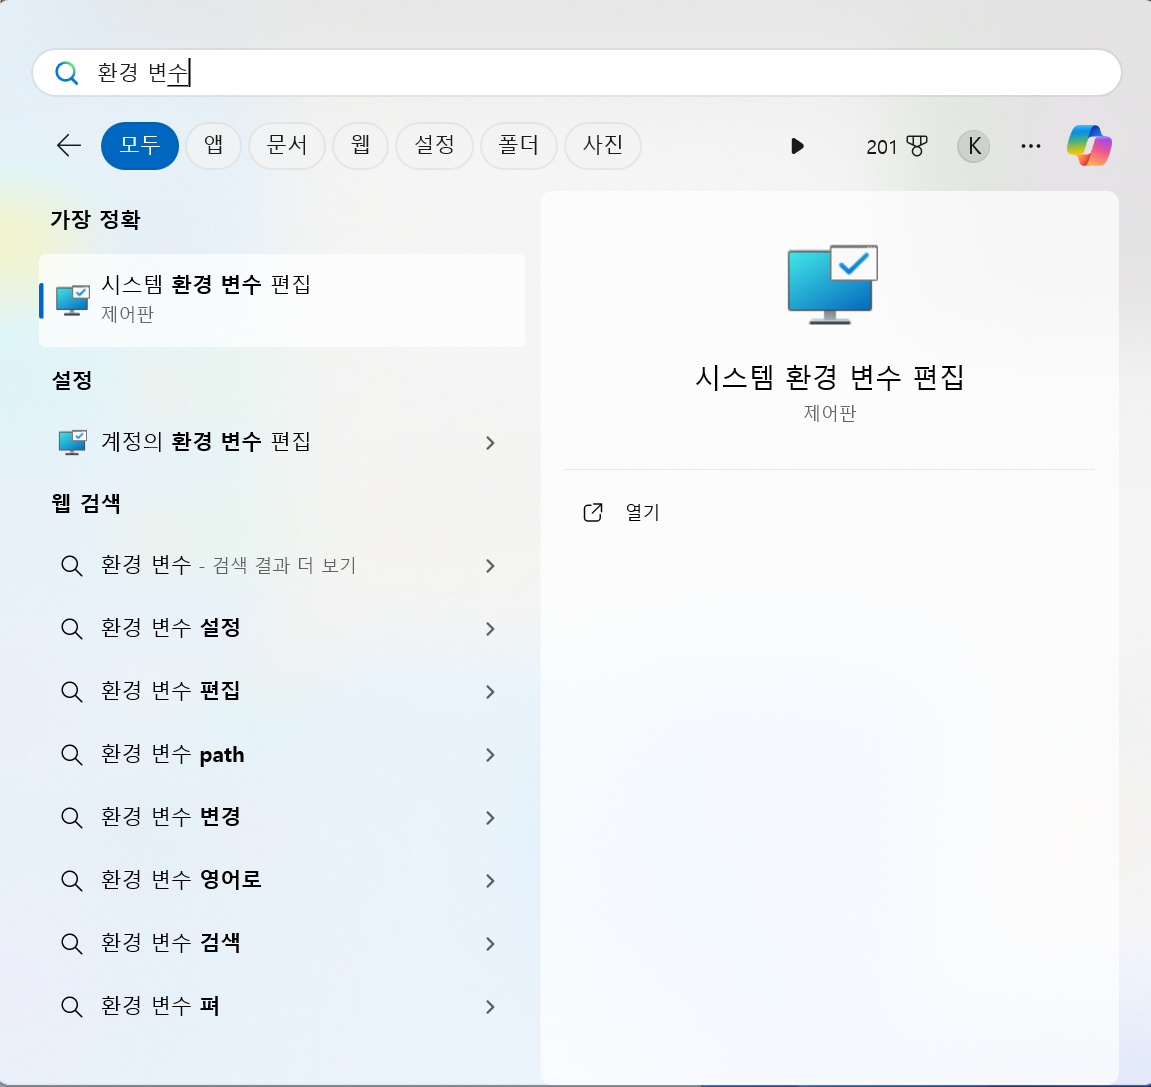 환경 변수
모두 앱 문서 웹 설정 폴더 사진 201 K
가장 정확
시스템 환경 변수 편집
제어판
설정
계정의 환경 변수 편집
웹 검색
환경 변수 - 검색 결과 더 보기
환경 변수 설정
환경 변수 편집
환경 변수 path
환경 변수 변경
환경 변수 영어로
환경 변수 검색
환경 변수 펴
시스템 환경 변수 편집
제어판
열기